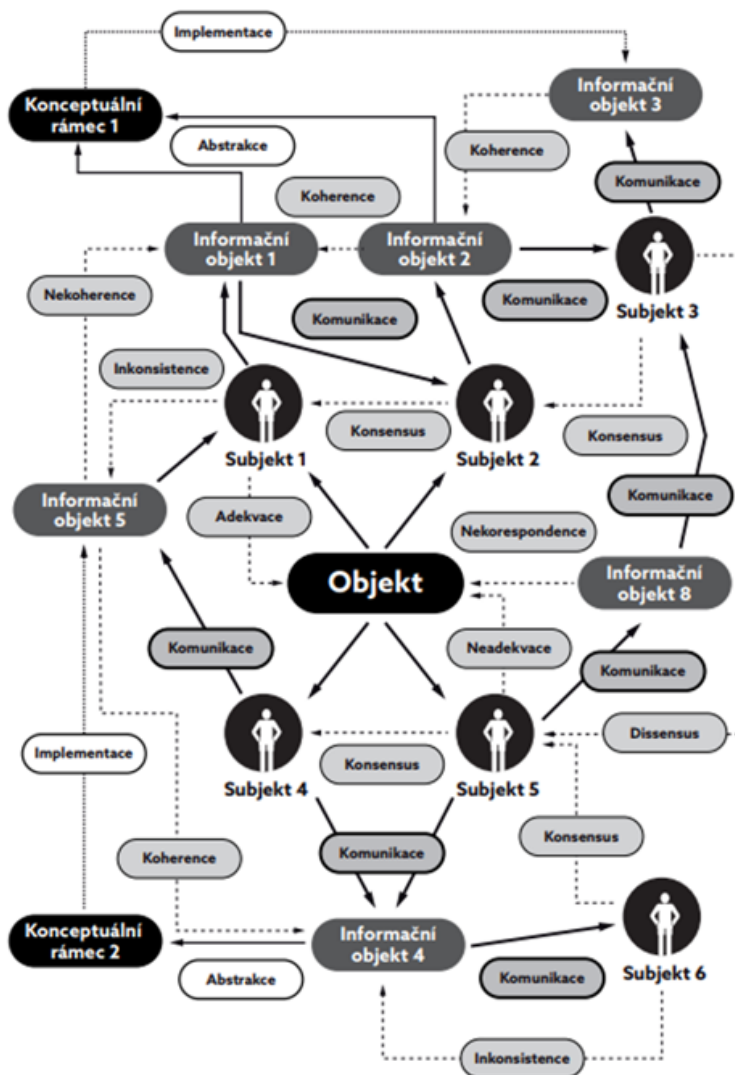 Implementace
Konceptuální
rámec 1
Informační
objekt 3
Abstrakce
Koherence
Komunikace
Koherence
Informační
objekt 1
Informační
objekt 2
Subjekt 3
Nekoherence
Komunikace
Komunikace
Inkonsistence
Konsensus
Konsensus
Subjekt 1
Subjekt 2
Informační
objekt 5
Adekvace
Komunikace
Nekorespondence
Objekt
Informační
objekt 8
Komunikace
Neadekvace
Komunikace
Implementace
Konsensus
Dissensus
Subjekt 4
Subjekt 5
Koherence
Komunikace
Konsensus
Konceptuální
rámec 2
Informační
objekt 4
Abstrakce
Komunikace
Subjekt 6
Inkonsistence